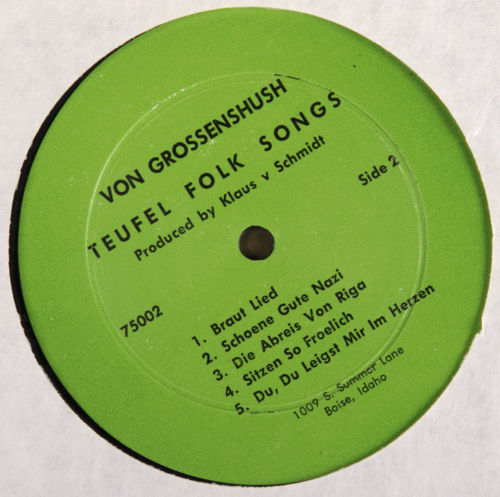 VON GROSSENSHUSH
TEUFEL FOLK SONGS
Produced by Klaus v Schmidt
Side 2
75002
1. Braut Lied
2. Schoene Gute Nazi
3. Die Abreis Von Riga
4. Sitzen So Froelich
5. Du, Du Leigst Mir Im Herzen
1009 S. Summer Lane
Boise, Idaho